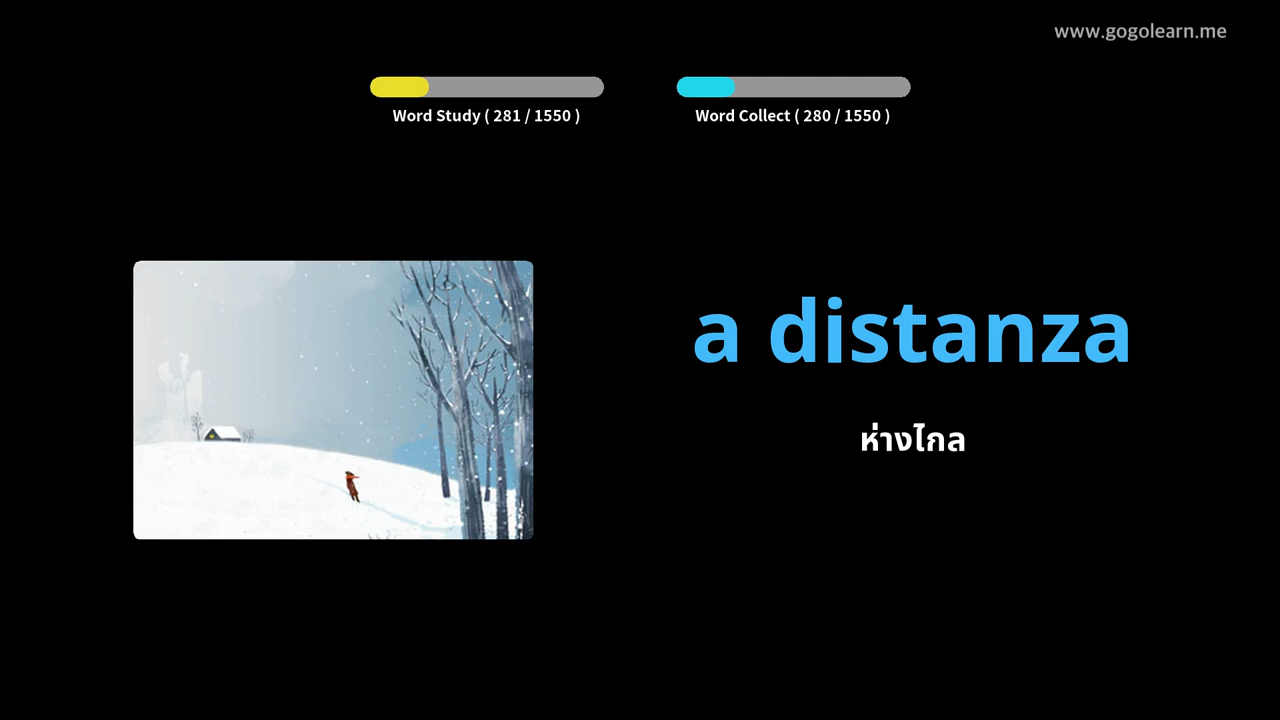 www.gogolearn.me
Word Study ( 281 / 1550 )
Word Collect ( 280 / 1550 )
a distanza
ห่างไกล